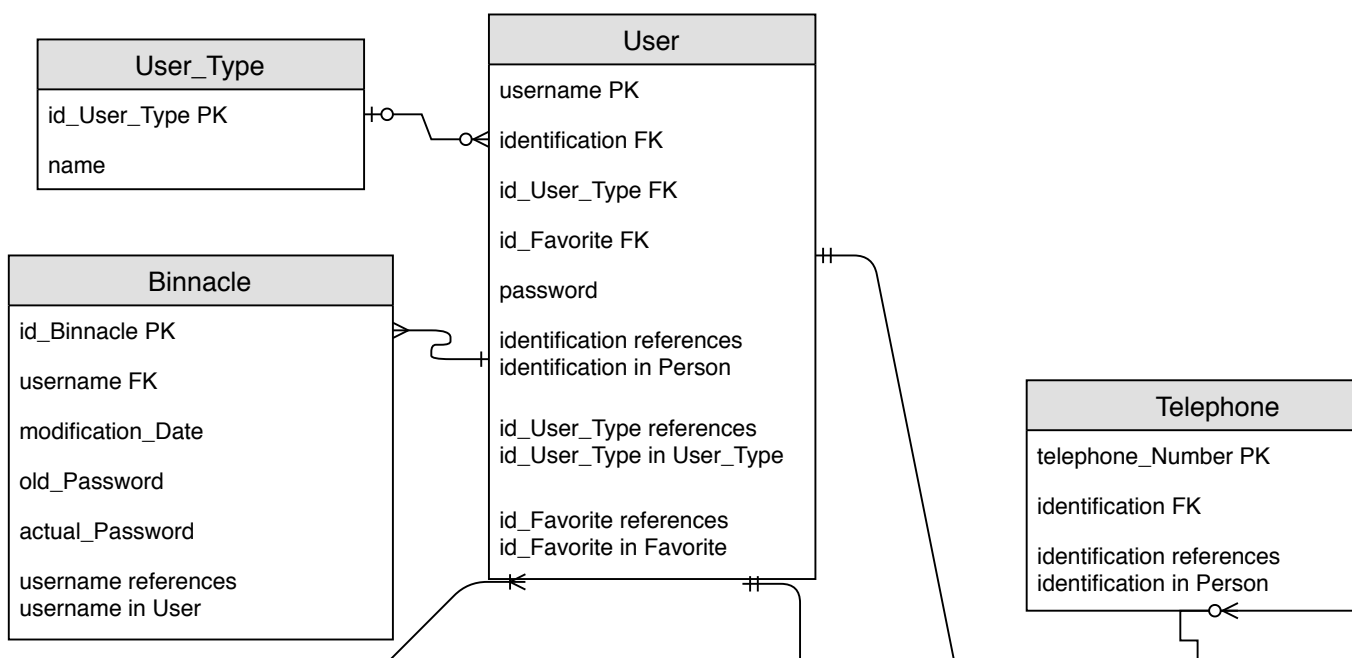 User_Type
id_User_Type PK
name
User
username PK
identification FK
id_User_Type FK
id_Favorite FK
password
identification references
identification in Person
id_User_Type references
id_User_Type in User_Type
id_Favorite references
id_Favorite in Favorite
Binnacle
id_Binnacle PK
username FK
modification_Date
old_Password
actual_Password
username references
username in User
Telephone
telephone_Number PK
identification FK
identification references
identification in Person